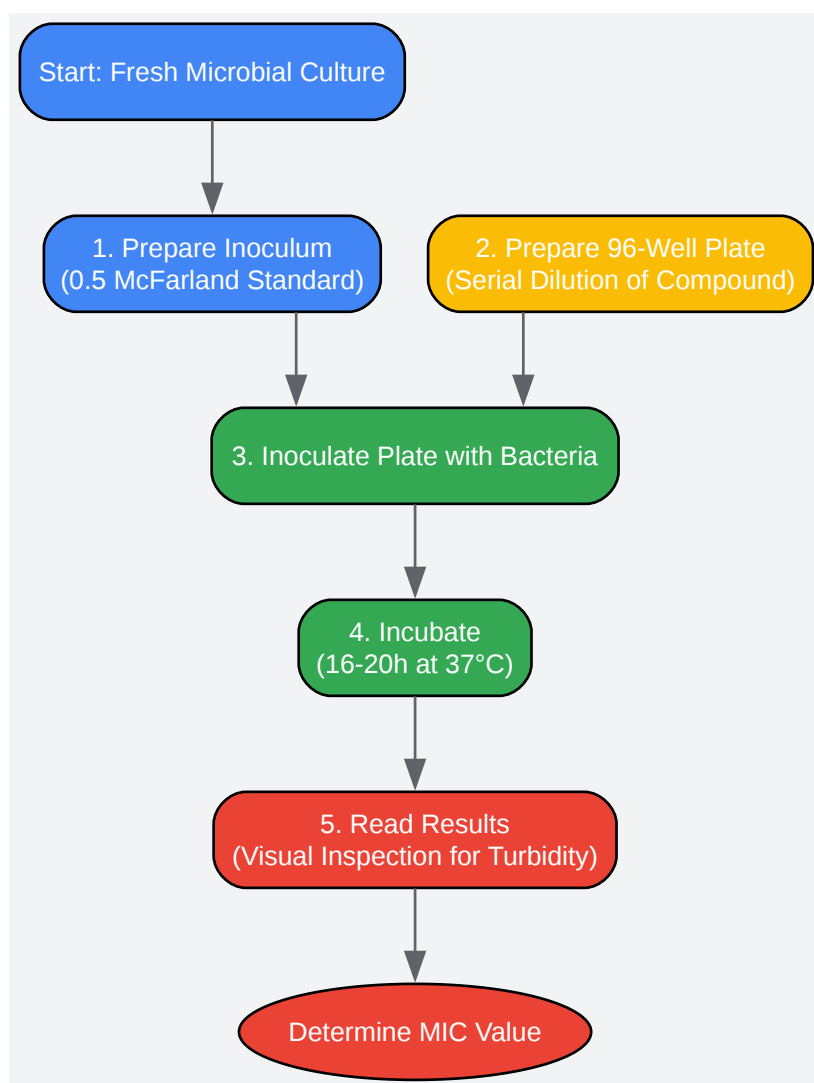 Start: Fresh Microbial Culture
1. Prepare Inoculum
(0.5 McFarland Standard)
2. Prepare 96-Well Plate
(Serial Dilution of Compound)
3. Inoculate Plate with Bacteria
4. Incubate
(16-20h at 37°C)
5. Read Results
(Visual Inspection for Turbidity)
Determine MIC Value